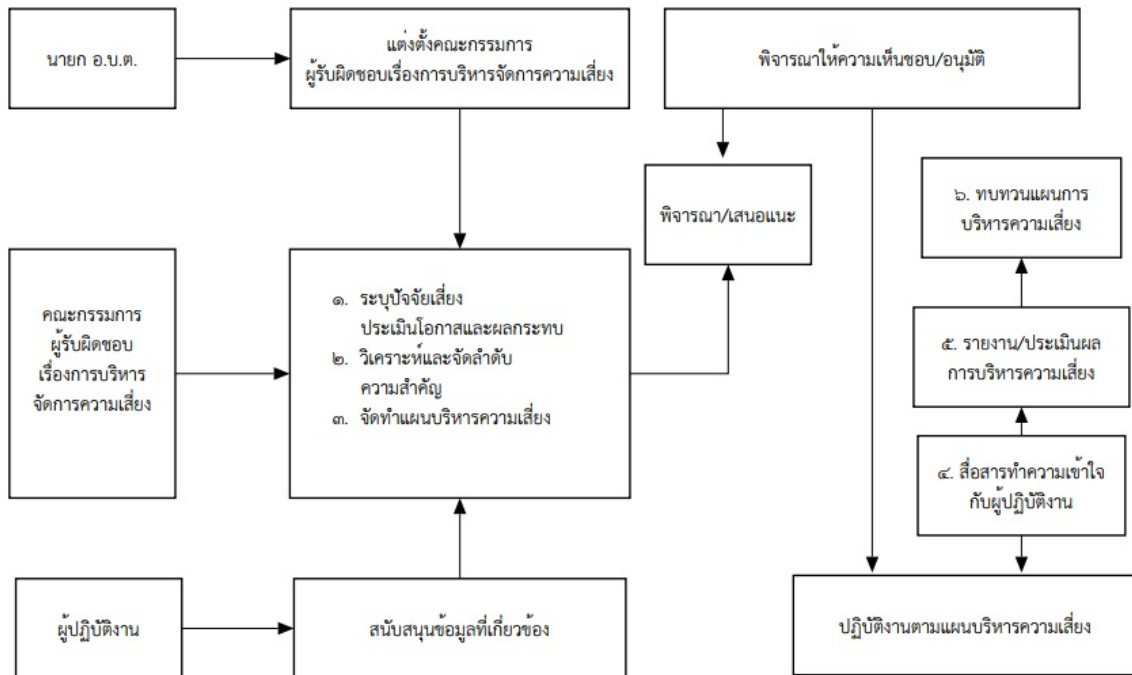 นายก อ.บ.ต.
แต่งตั้งคณะกรรมการ
ผู้รับผิดชอบเรื่องการบริหารจัดการความเสี่ยง
พิจารณาให้ความเห็นชอบ/อนุมัติ
พิจารณา/เสนอแนะ
๖. ทบทวนแผนการ
บริหารความเสี่ยง
คณะกรรมการ
ผู้รับผิดชอบ
เรื่องการบริหาร
จัดการความเสี่ยง
๑. ระบุปัจจัยเสี่ยง
ประเมินโอกาสและผลกระทบ
๒. วิเคราะห์และจัดลำดับ
ความสำคัญ
๓. จัดทำแผนบริหารความเสี่ยง
๕. รายงาน/ประเมินผล
การบริหารความเสี่ยง
๔. สื่อสารทำความเข้าใจ
กับผู้ปฏิบัติงาน
ผู้ปฏิบัติงาน
สนับสนุนข้อมูลที่เกี่ยวข้อง
ปฏิบัติงานตามแผนบริหารความเสี่ยง